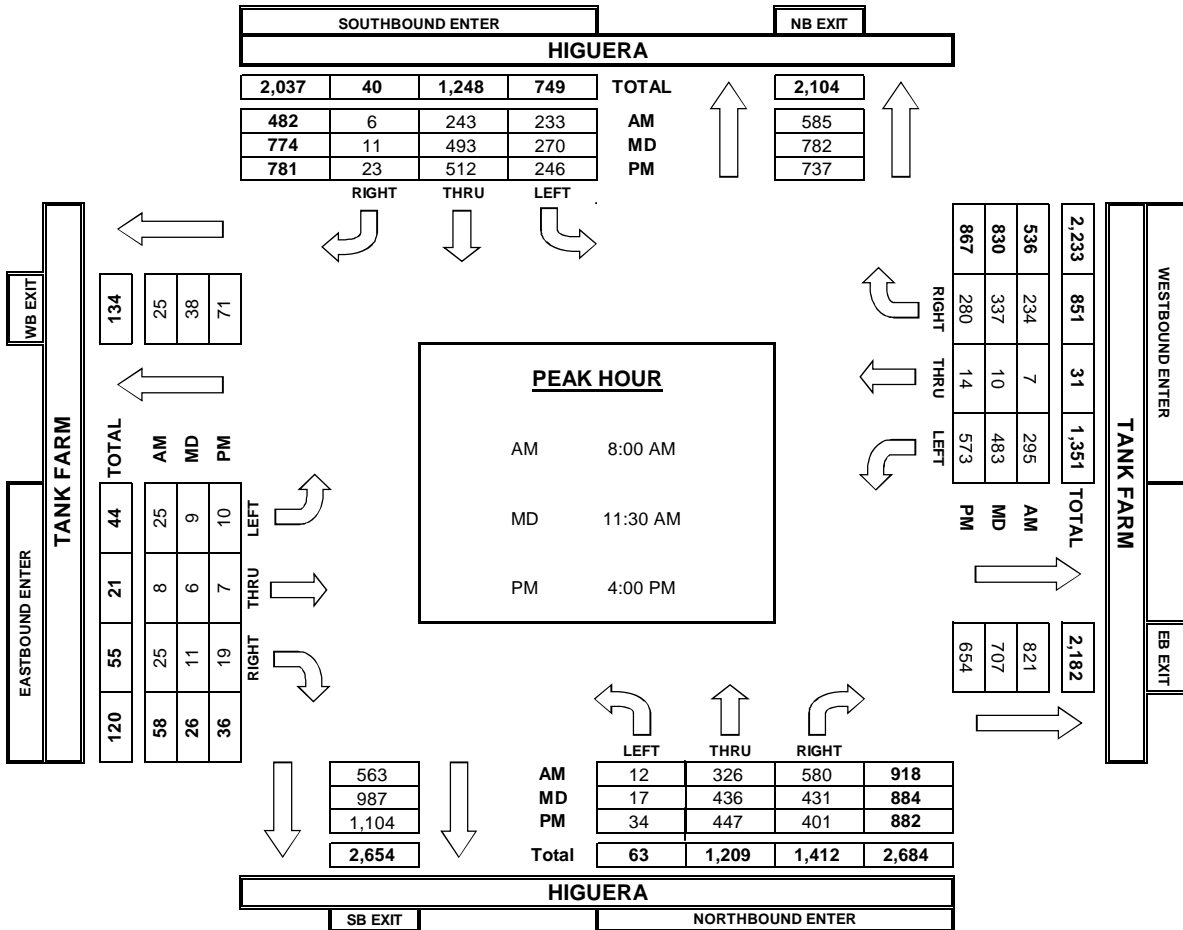 SOUTHBOUND ENTER NB EXIT
HIGUERA
2,037 40 1,248 749 TOTAL 2,104
482 6 243 233 AM 585
774 11 493 270 MD 782
781 23 512 246 PM 737
RIGHT THRU LEFT
WB EXIT
EASTBOUND ENTER
TANK FARM
134 25 38 71
TOTAL AM MD PM
44 25 9 10 LEFT
21 8 6 7 THRU
55 25 11 19 RIGHT
120 58 26 36
PEAK HOUR
AM 8:00 AM
MD 11:30 AM
PM 4:00 PM
867 830 536 2,233
RIGHT 280 337 234 851
THRU 14 10 7 31
LEFT 573 483 295 1,351
PM MD AM TOTAL
654 707 821 2,182
TANK FARM
WESTBOUND ENTER
EB EXIT
LEFT THRU RIGHT
563 AM 12 326 580 918
987 MD 17 436 431 884
1,104 PM 34 447 401 882
2,654 Total 63 1,209 1,412 2,684
HIGUERA
SB EXIT NORTHBOUND ENTER